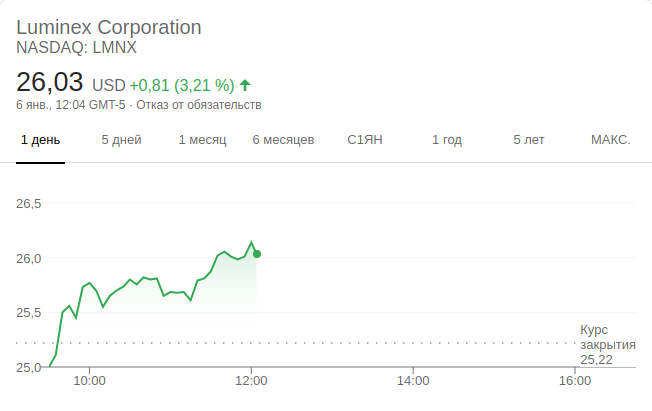 Luminex Corporation
NASDAQ: LMNX
26,03 USD +0,81 (3,21 %)
6 янв., 12:04 GMT-5 · Отказ от обязательств
1 день 5 дней 1 месяц 6 месяцев С1ЯН 1 год 5 лет МАКС.
26,5
26,0
25,5
25,0
Курс
закрытия
25,22
10:00 12:00 14:00 16:00